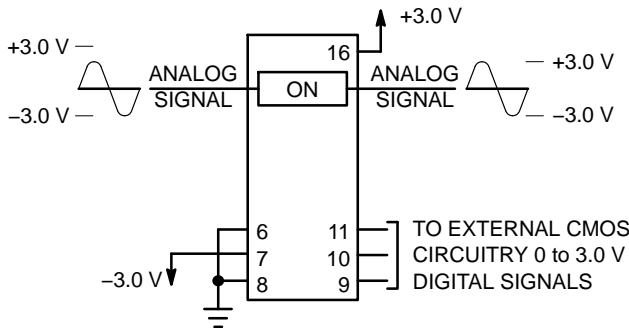 +3.0 V
16
+3.0 V
ANALOG
SIGNAL
ON
ANALOG
SIGNAL
+3.0 V
−3.0 V
−3.0 V
6
11
TO EXTERNAL CMOS
7
10
CIRCUITRY 0 to 3.0 V
−3.0 V
8
9
DIGITAL SIGNALS